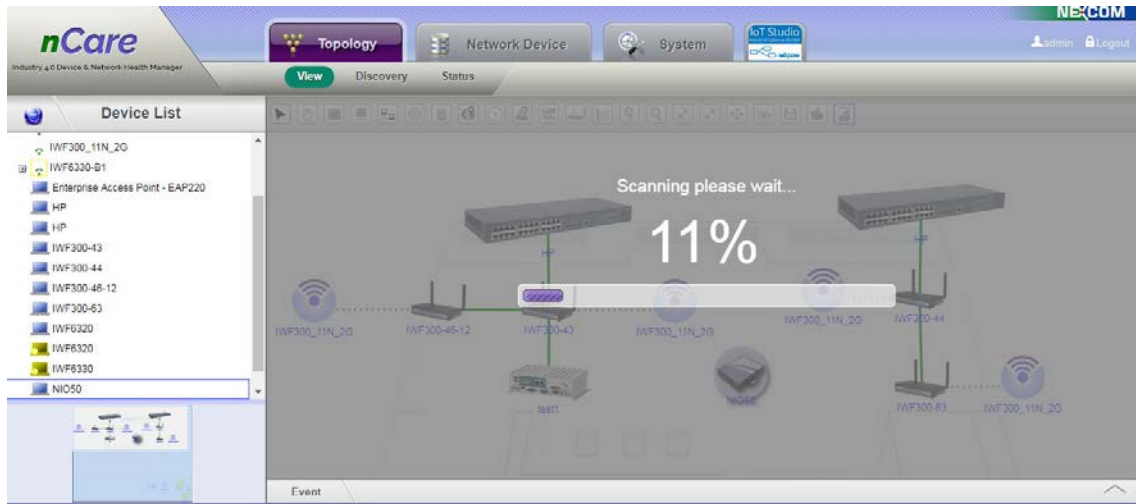 NEXCOM
nCare
Industry 4.0 Device & Network Health Manager
Topology
Network Device
System
IoT Studio
admin
Logout
View
Discovery
Status
Device List
IWF300_11N_2G
IWF6330-B1
Enterprise Access Point - EAP220
HP
HP
IWF300-43
IWF300-44
IWF300-46-12
IWF300-63
IWF6320
IWF6320
IWF6330
NIO50
Scanning please wait...
11%
HP
HP
IWF300_11N_2G
IWF300-46-12
IWF300-43
IWF300_11N_2G
IWF300_11N_2G
IWF300-44
test1
NIO50
IWF300-63
IWF300_11N_2G
Event